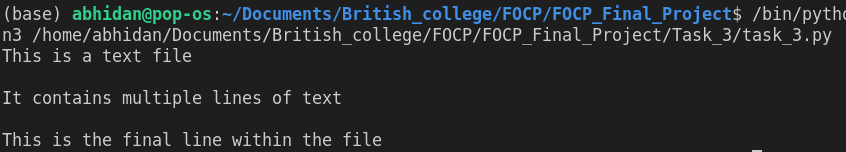 (base) abhidan@pop-os:~/Documents/British_college/FOCP/FOCP_Final_Project$ /bin/pytho
n3 /home/abhidan/Documents/British_college/FOCP/FOCP_Final_Project/Task_3/task_3.py
This is a text file
It contains multiple lines of text
This is the final line within the file